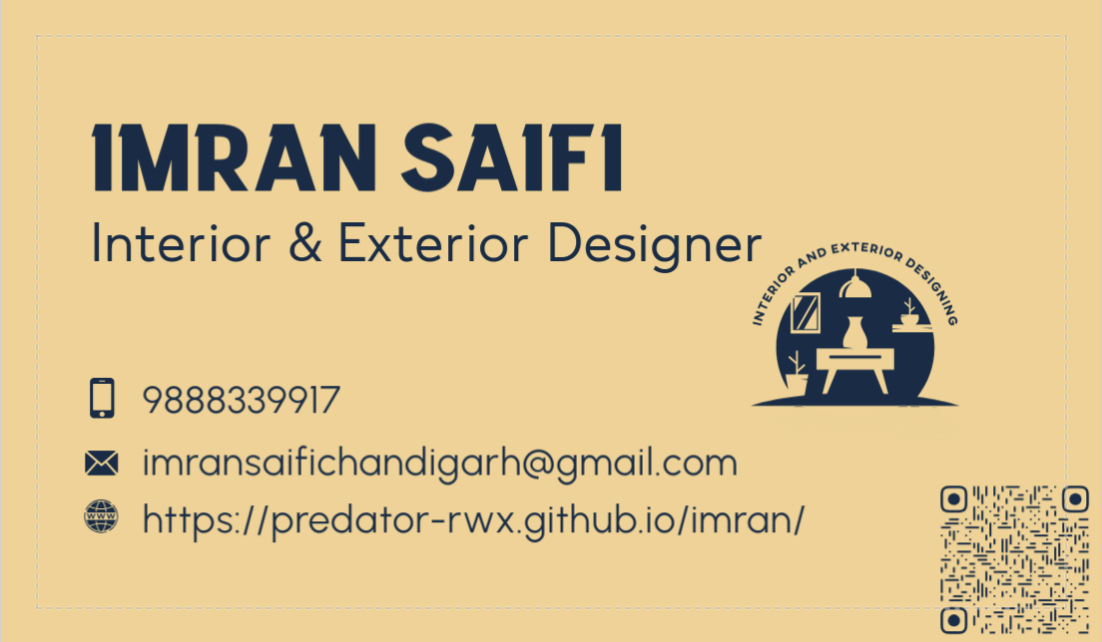 IMRAN SAIFI
Interior & Exterior Designer
INTERIOR AND EXTERIOR DESIGNING
9888339917
imransaifichandigarh@gmail.com
www
https://predator-rwx.github.io/imran/